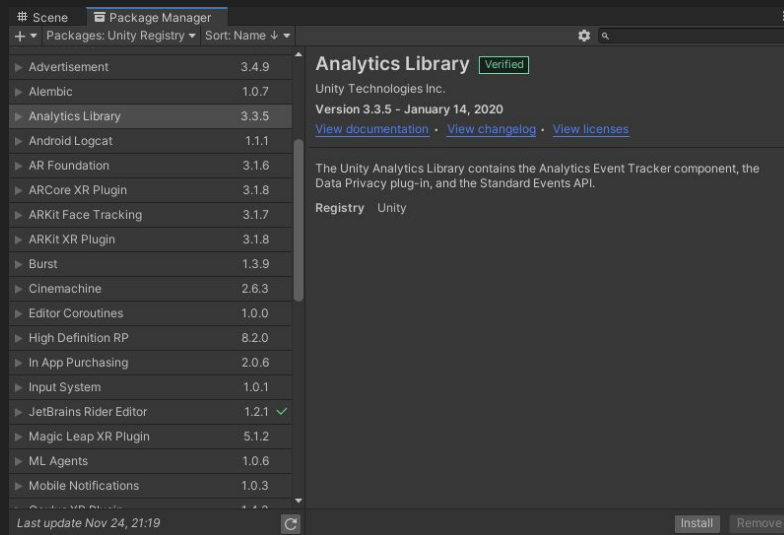 Scene
Package Manager
+ Packages: Unity Registry Sort: Name ↓
Advertisement 3.4.9
Alembic 1.0.7
Analytics Library 3.3.5
Android Logcat 1.1.1
AR Foundation 3.1.6
ARCore XR Plugin 3.1.8
ARKit Face Tracking 3.1.7
ARKit XR Plugin 3.1.8
Burst 1.3.9
Cinemachine 2.6.3
Editor Coroutines 1.0.0
High Definition RP 8.2.0
In App Purchasing 2.0.6
Input System 1.0.1
JetBrains Rider Editor 1.2.1 ✓
Magic Leap XR Plugin 5.1.2
ML Agents 1.0.6
Mobile Notifications 1.0.3
Last update Nov 24, 21:19
Analytics Library Verified
Unity Technologies Inc.
Version 3.3.5 - January 14, 2020
View documentation • View changelog • View licenses
The Unity Analytics Library contains the Analytics Event Tracker component, the
Data Privacy plug-in, and the Standard Events API.
Registry Unity
Install Remove